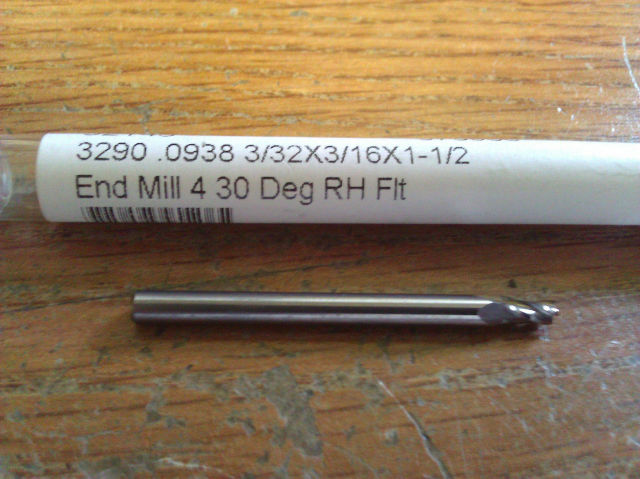 3290 .0938 3/32X3/16X1-1/2
End Mill 4 30 Deg RH Flt